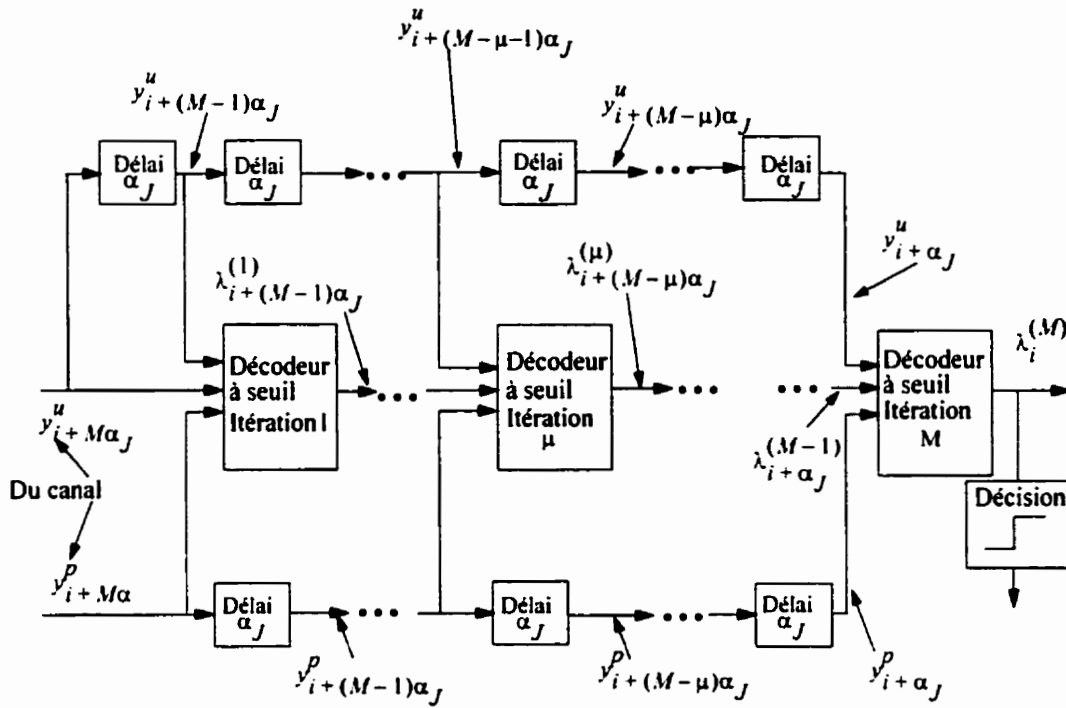 y^u_{i+(M-μ-1)α_J}
y^u_{i+(M-1)α_J}
y^u_{i+(M-μ)α_J}
Délai α_J
Délai α_J
Délai α_J
Délai α_J
y^u_{i+α_J}
λ^{(1)}_{i+(M-1)α_J}
λ^{(μ)}_{i+(M-μ)α_J}
λ^{(M)}_i
Décodeur
à seuil
Itération 1
Décodeur
à seuil
Itération
μ
Décodeur
à seuil
Itération
M
y^u_{i+Mα_J}
λ^{(M-1)}_{i+α_J}
Du canal
Décision
y^p_{i+Mα}
Délai α_J
Délai α_J
Délai α_J
y^p_{i+(M-1)α_J}
y^p_{i+(M-μ)α_J}
y^p_{i+α_J}